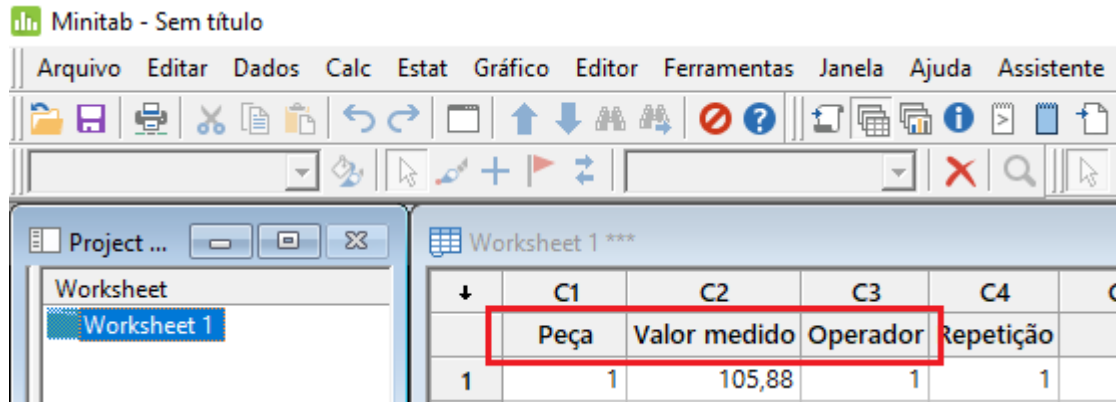 Minitab - Sem título
Arquivo Editar Dados Calc Estat Gráfico Editor Ferramentas Janela Ajuda Assistente
Project ...
Worksheet 1 ***
Worksheet
Worksheet 1
C1 C2 C3 C4
Peça Valor medido Operador Repetição
1 1 105,88 1 1